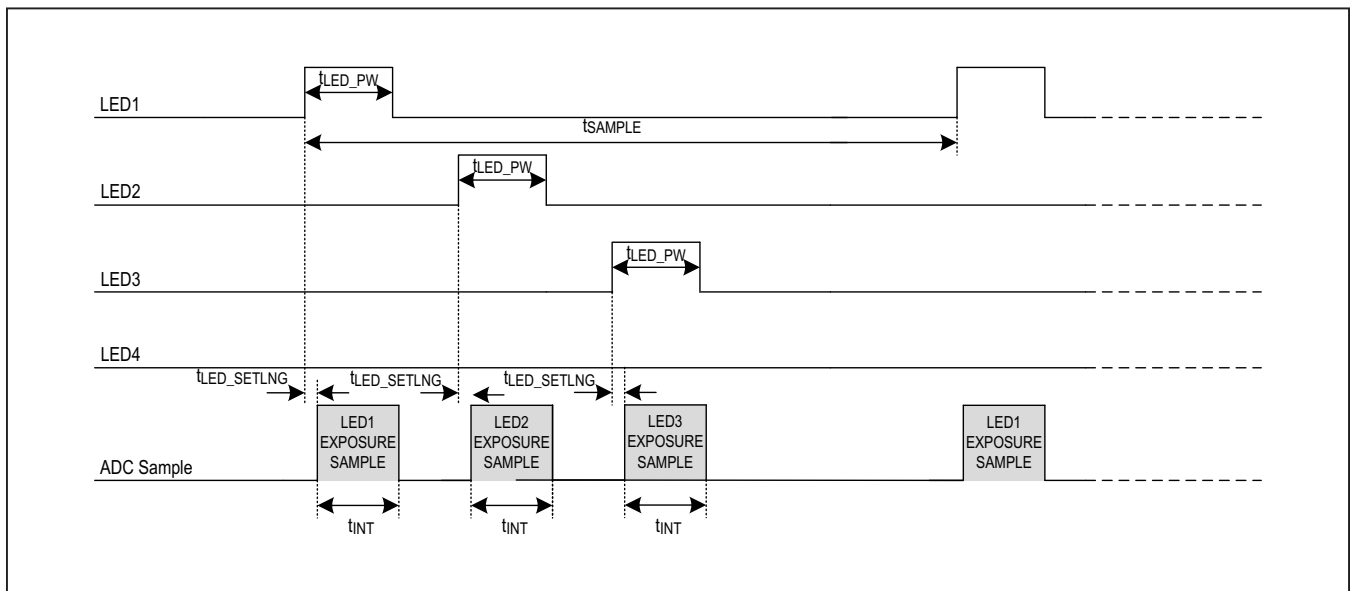 tLED_PW
LED1
tSAMPLE
tLED_PW
LED2
tLED_PW
LED3
LED4
tLED_SETLNG
tLED_SETLNG
tLED_SETLNG
LED1
EXPOSURE
SAMPLE
LED2
EXPOSURE
SAMPLE
LED3
EXPOSURE
SAMPLE
LED1
EXPOSURE
SAMPLE
ADC Sample
tINT
tINT
tINT